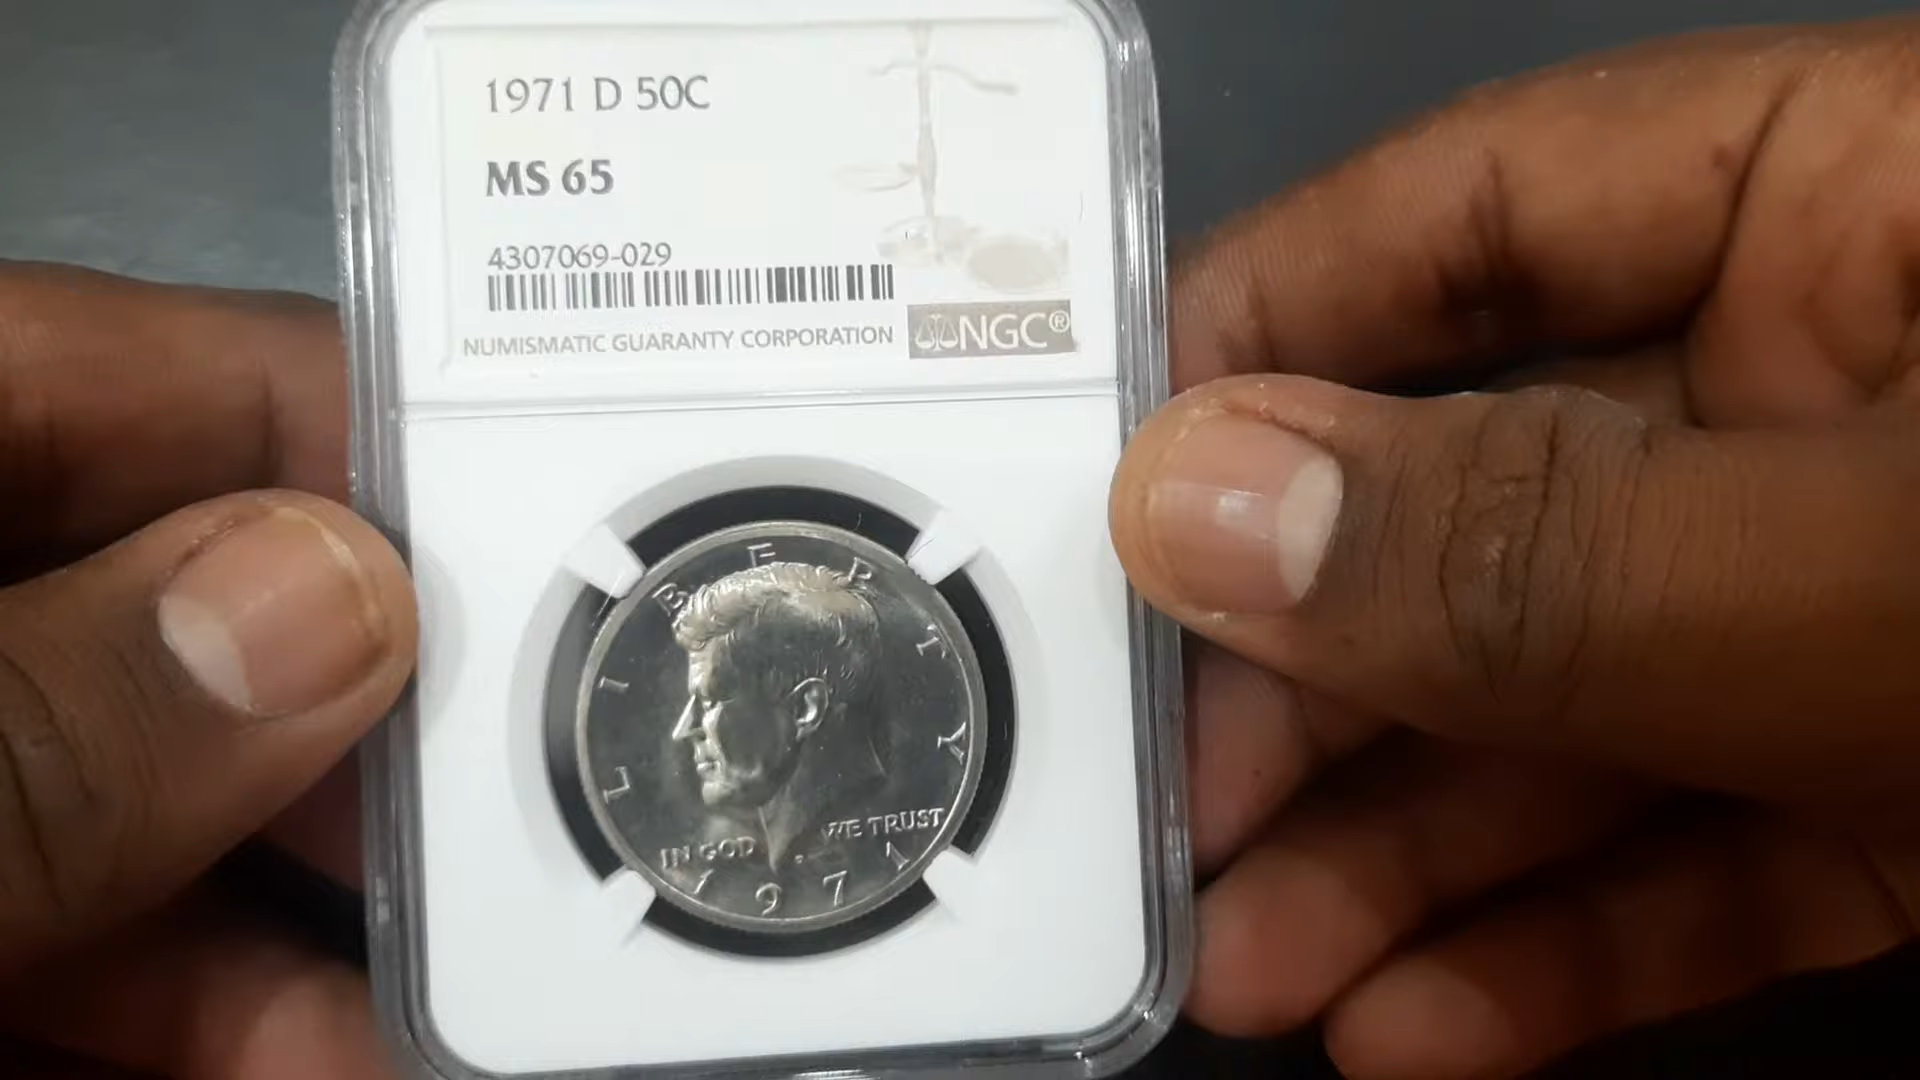 1971 D 50C
MS 65
4307069-029
NUMISMATIC GUARANTY CORPORATION
NGC®
LIBERTY
IN GOD WE TRUST
1971